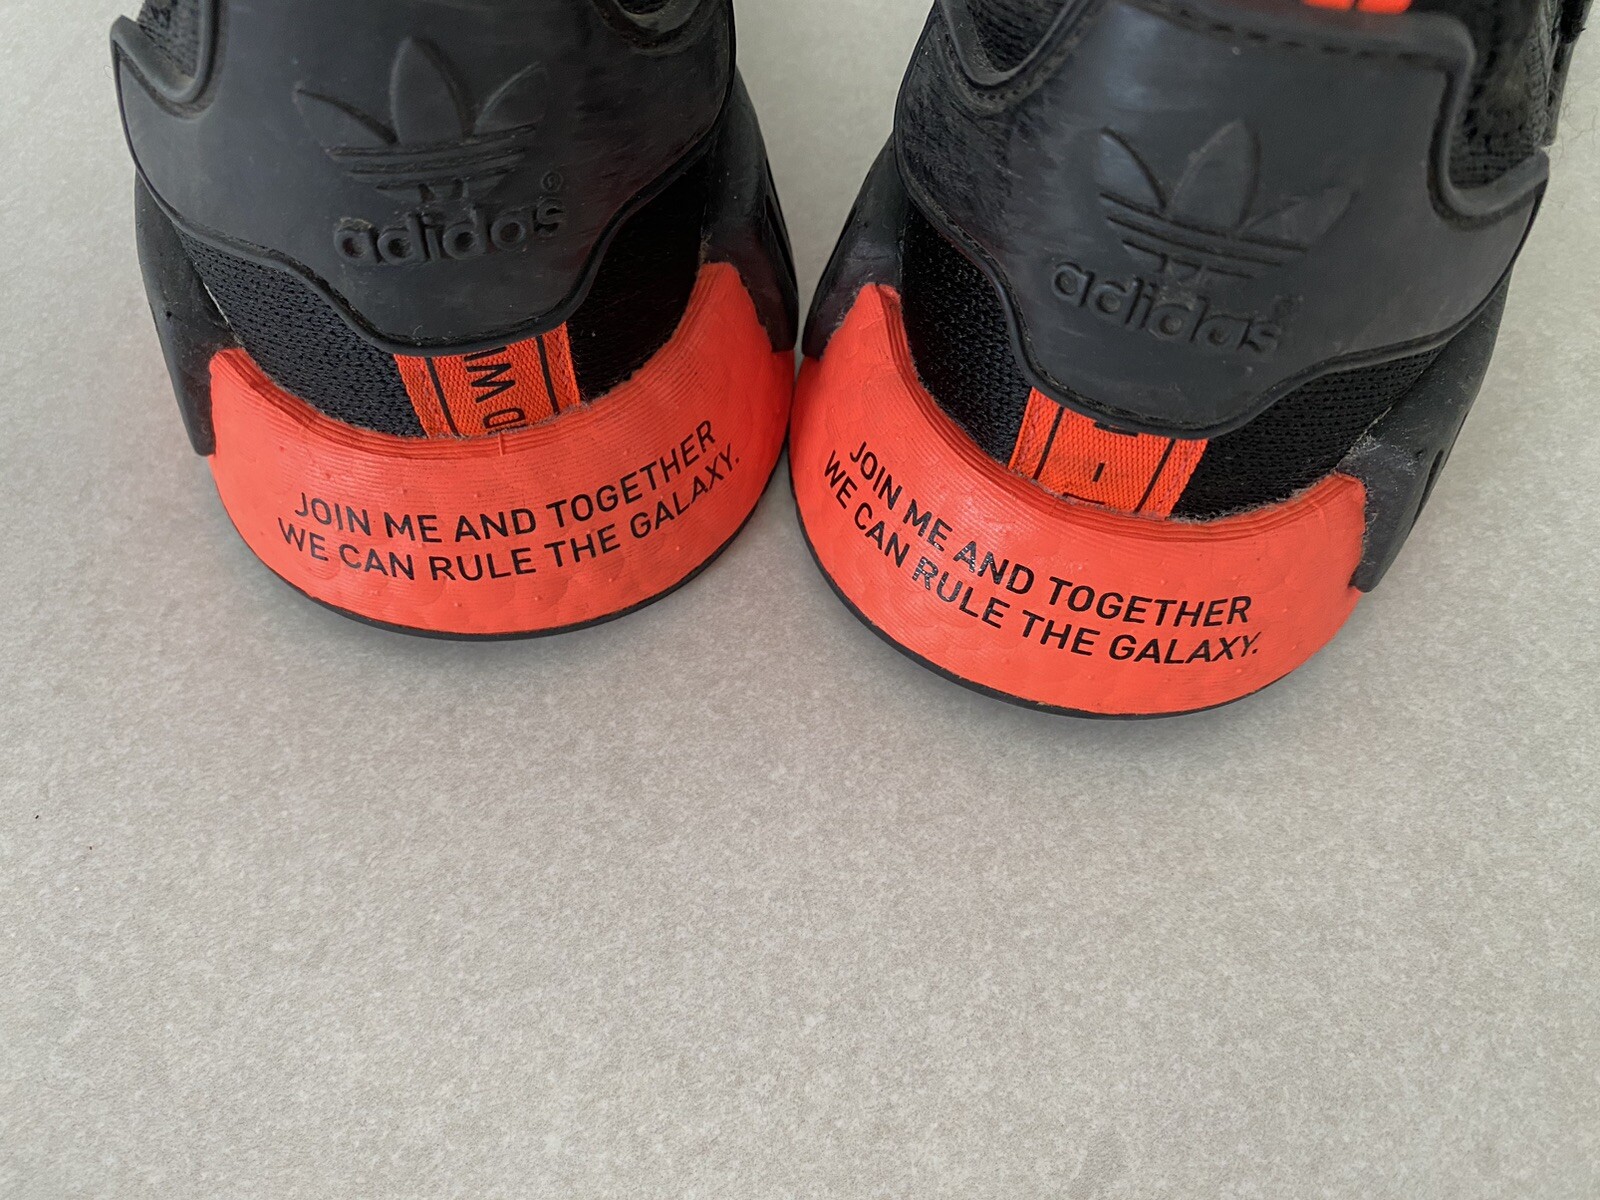 adidas
JOIN ME AND TOGETHER
WE CAN RULE THE GALAXY.
adidas
JOIN ME AND TOGETHER
WE CAN RULE THE GALAXY.